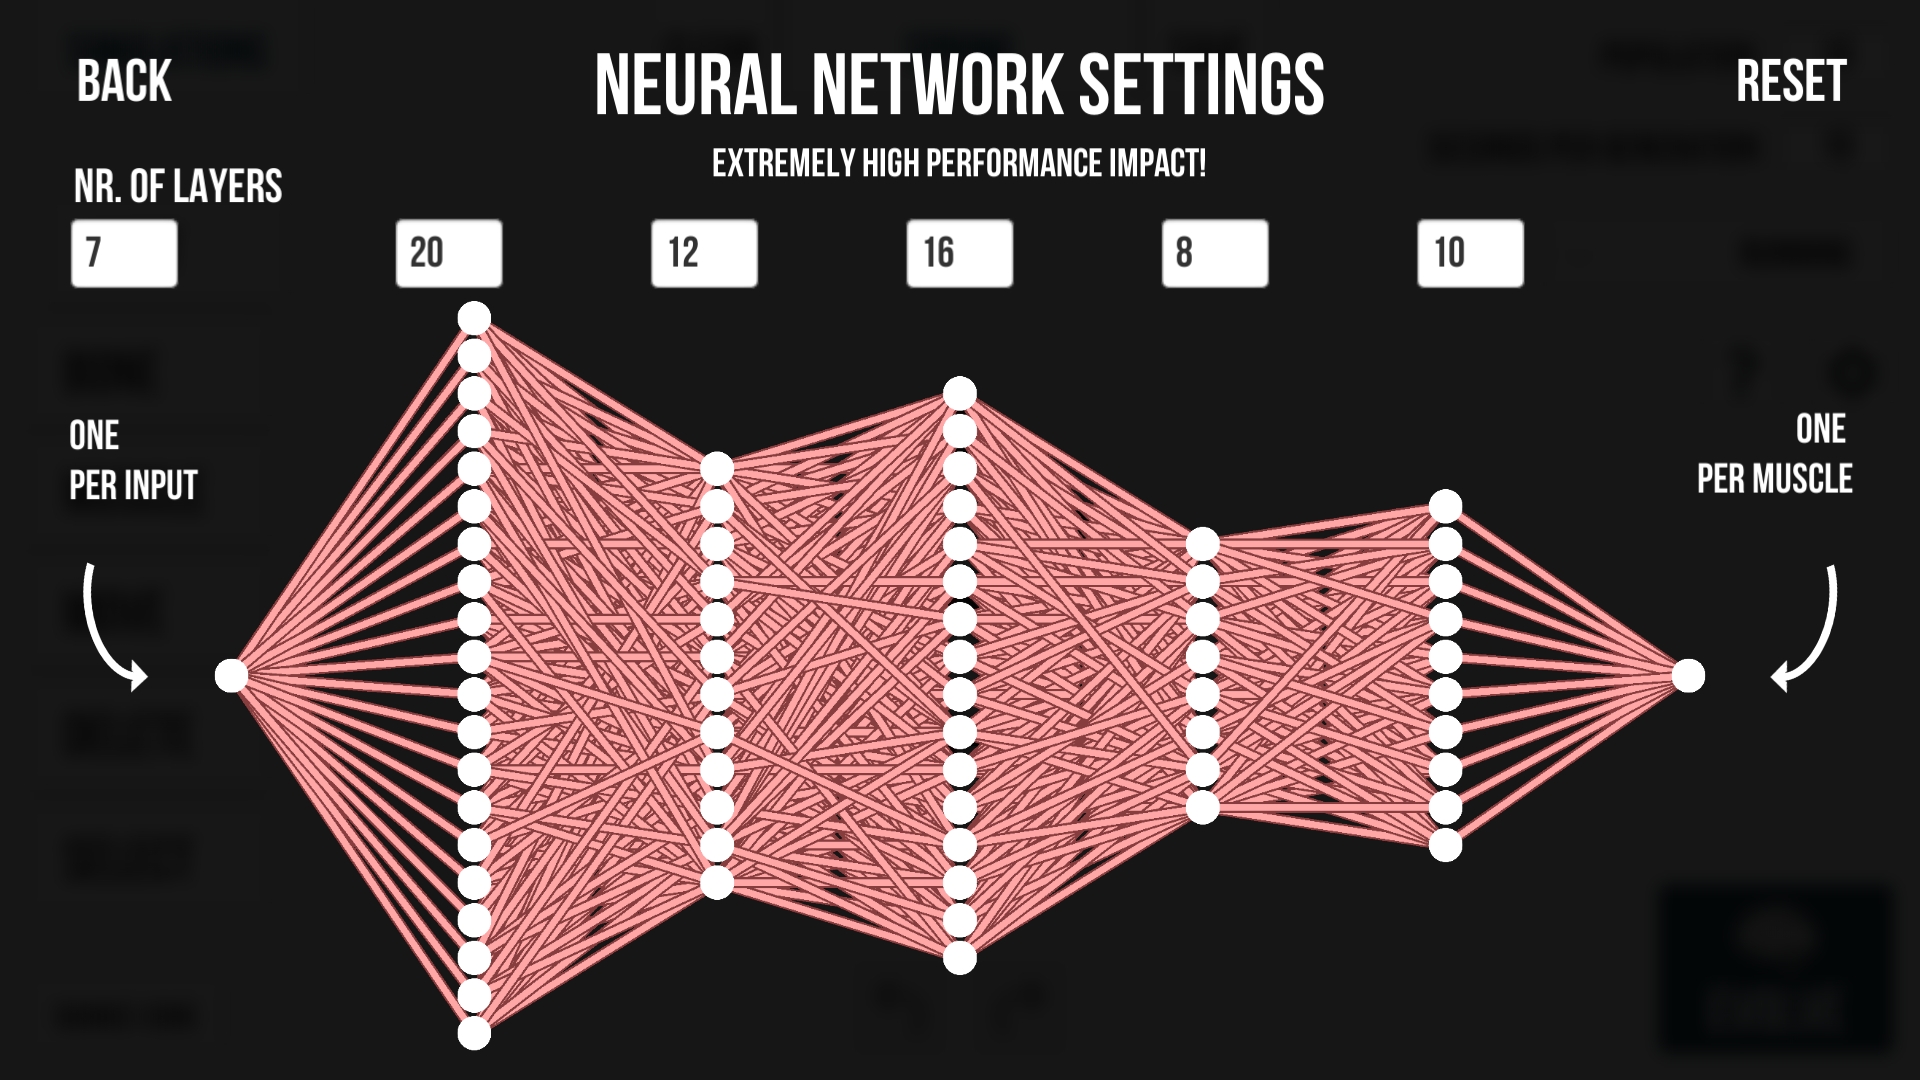 BACK
NEURAL NETWORK SETTINGS
RESET
EXTREMELY HIGH PERFORMANCE IMPACT!
NR. OF LAYERS
7
20
12
16
8
10
ONE
PER INPUT
ONE
PER MUSCLE